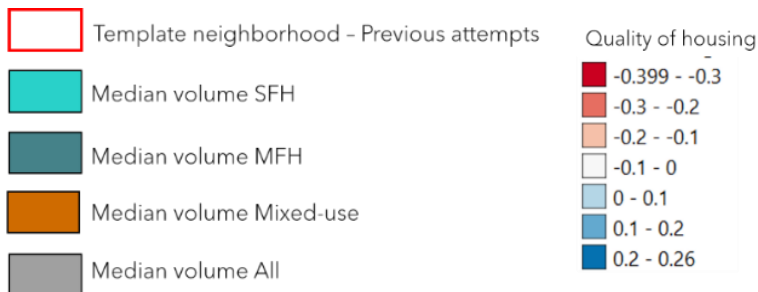 Template neighborhood – Previous attempts
Median volume SFH
Median volume MFH
Median volume Mixed-use
Median volume All
Quality of housing
-0.399 - -0.3
-0.3 - -0.2
-0.2 - -0.1
-0.1 - 0
0 - 0.1
0.1 - 0.2
0.2 - 0.26